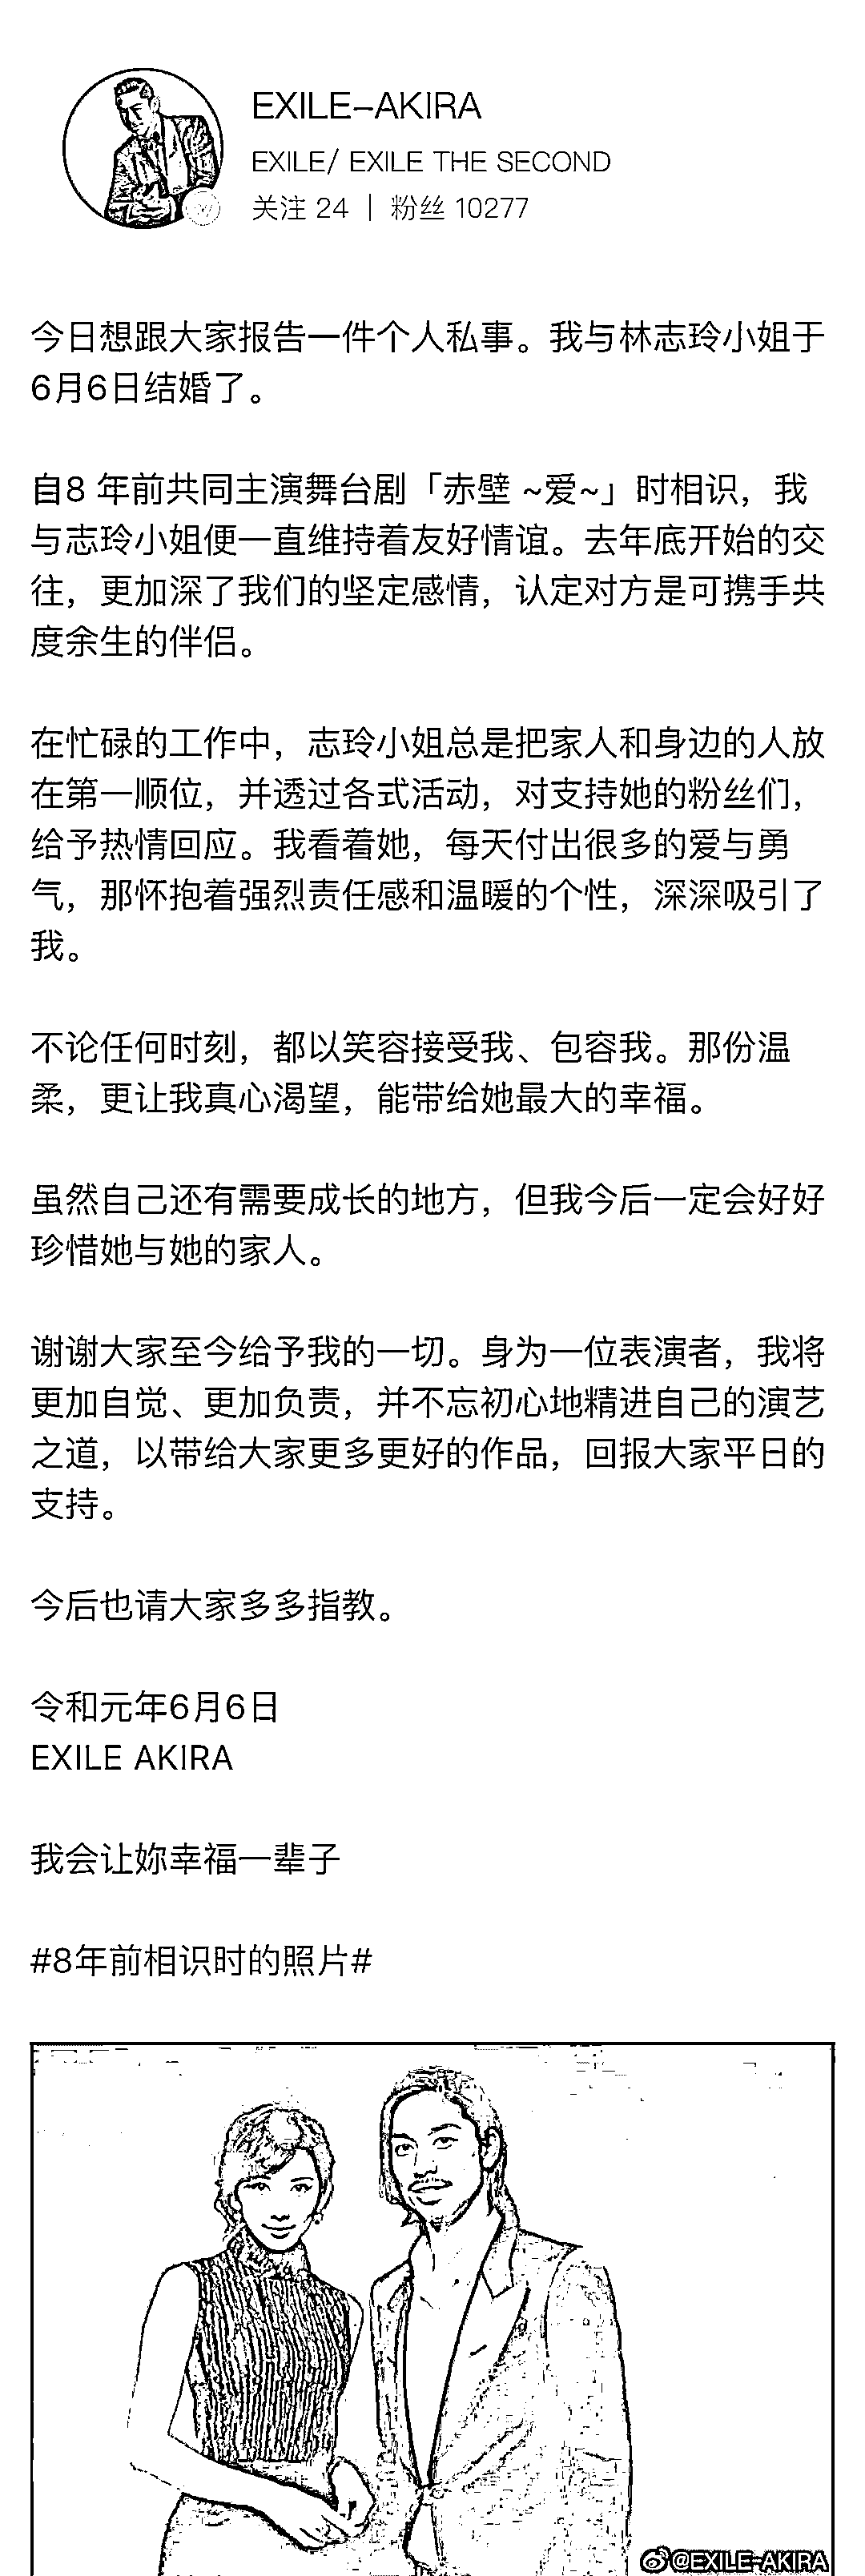 EXILE-AKIRA
EXILE/ EXILE THE SECOND
关注 24 | 粉丝 10277
今日想跟大家报告一件个人私事。我与林志玲小姐于
6月6日结婚了。
自8 年前共同主演舞台剧「赤壁 ~爱~」时相识，我
与志玲小姐便一直维持着友好情谊。去年底开始的交
往，更加深了我们的坚定感情，认定对方是可携手共
度余生的伴侣。
在忙碌的工作中，志玲小姐总是把家人和身边的人放
在第一顺位，并透过各式活动，对支持她的粉丝们，
给予热情回应。我看着她，每天付出很多的爱与勇
气，那怀抱着强烈责任感和温暖的个性，深深吸引了
我。
不论任何时刻，都以笑容接受我、包容我。那份温
柔，更让我真心渴望，能带给她最大的幸福。
虽然自己还有需要成长的地方，但我今后一定会好好
珍惜她与她的家人。
谢谢大家至今给予我的一切。身为一位表演者，我将
更加自觉、更加负责，并不忘初心地精进自己的演艺
之道，以带给大家更多更好的作品，回报大家平日的
支持。
今后也请大家多多指教。
令和元年6月6日
EXILE AKIRA
我会让妳幸福一辈子
#8年前相识时的照片#
@EXILE-AKIRA